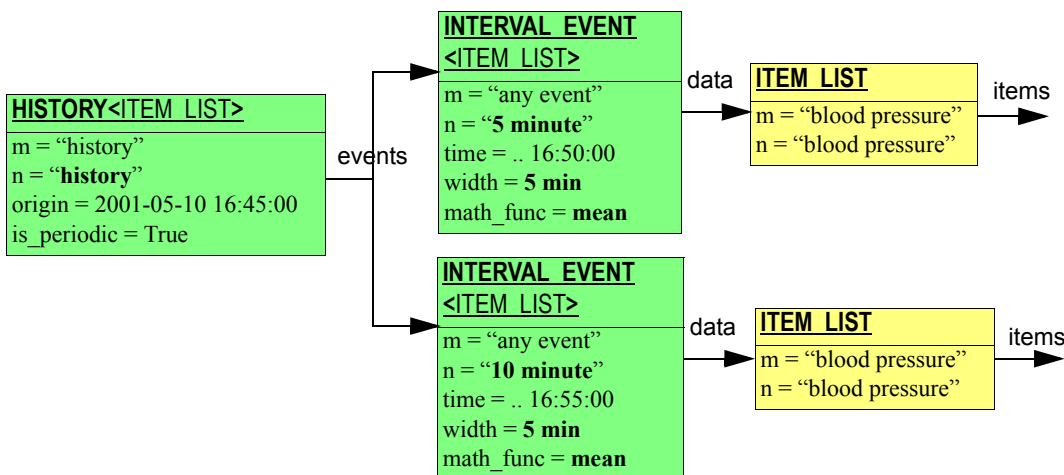 HISTORY<ITEM_LIST>
m = “history”
n = “history”
origin = 2001-05-10 16:45:00
is_periodic = True
events
INTERVAL_EVENT
<ITEM_LIST>
m = “any event”
n = “5 minute”
time = .. 16:50:00
width = 5 min
math_func = mean
data
ITEM_LIST
m = “blood pressure”
n = “blood pressure”
items
INTERVAL_EVENT
<ITEM_LIST>
m = “any event”
n = “10 minute”
time = .. 16:55:00
width = 5 min
math_func = mean
data
ITEM_LIST
m = “blood pressure”
n = “blood pressure”
items